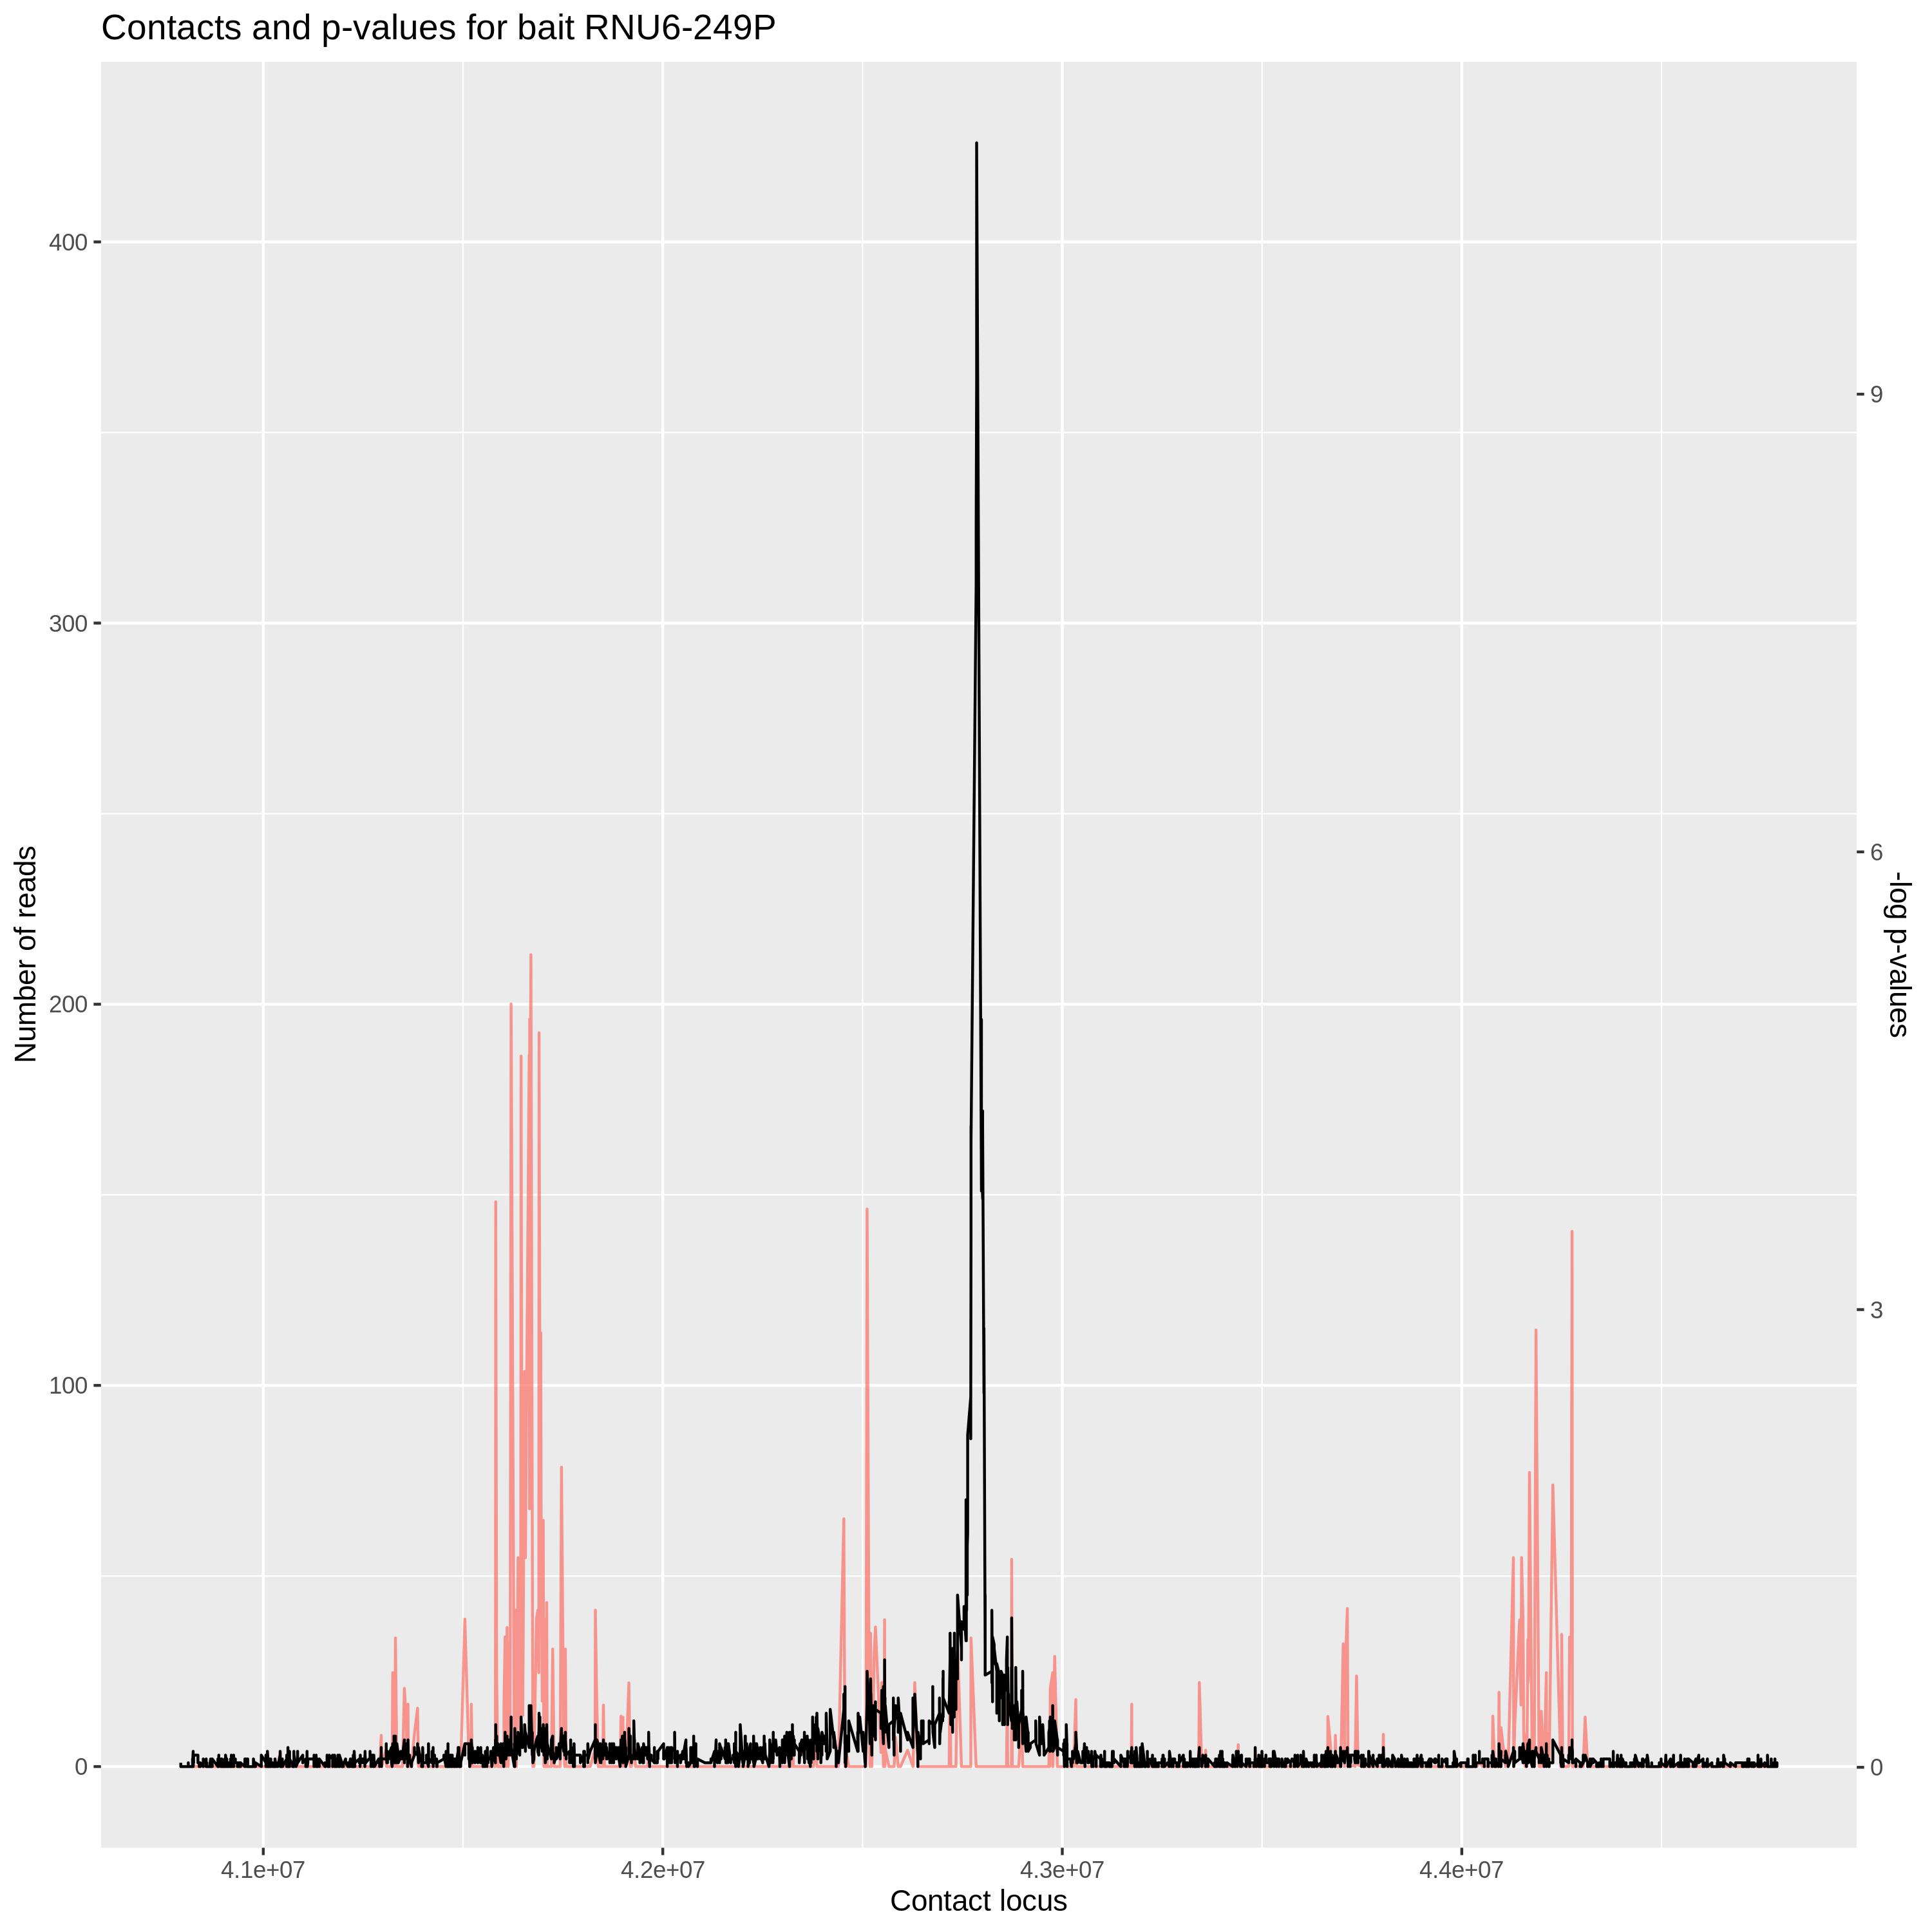 Contacts and p-values for bait RNU6-249P
400
300
200
100
0
Number of reads
9
6
3
0
-log p-values
4.1e+07
4.2e+07
4.3e+07
4.4e+07
Contact locus